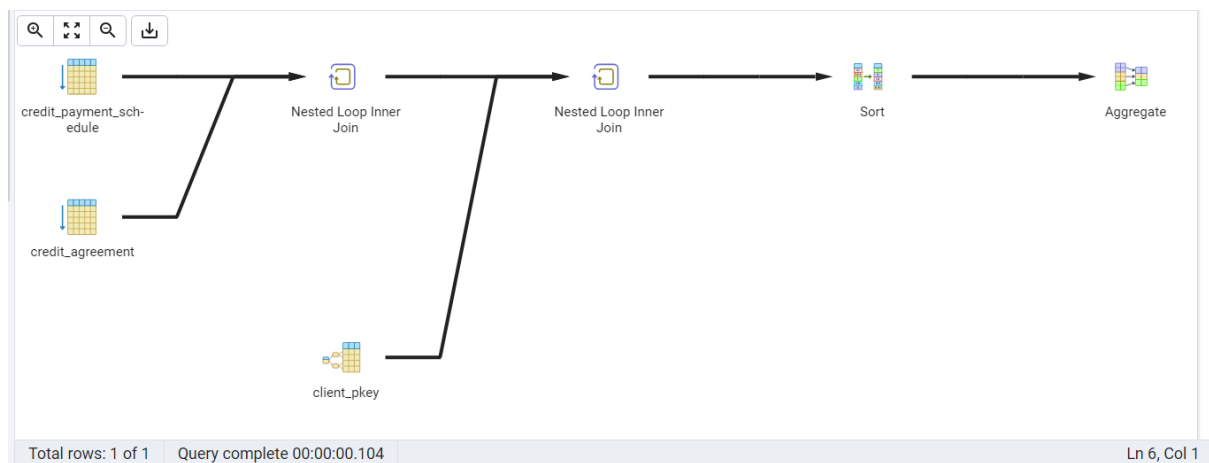 credit_payment_sch-
edule
Nested Loop Inner
Join
Nested Loop Inner
Join
Sort
Aggregate
credit_agreement
client_pkey
Total rows: 1 of 1
Query complete 00:00:00.104
Ln 6, Col 1